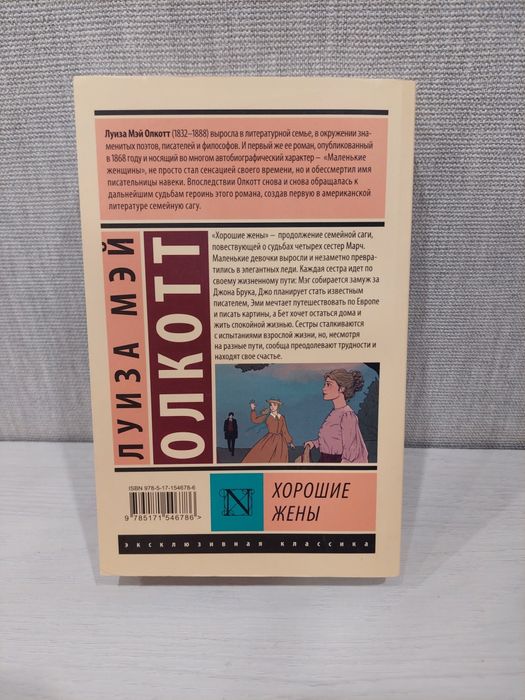 Луиза Мэй Олкотт (1832–1888) выросла в литературной семье, в окружении зна-
менитых поэтов, писателей и философов. И первый же ее роман, опубликованный
в 1868 году и носящий во многом автобиографический характер – «Маленькие
женщины», не просто стал сенсацией своего времени, но и обессмертил имя
писательницы навеки. Впоследствии Олкотт снова и снова обращалась к
дальнейшим судьбам героинь этого романа, создав первую в американской
литературе семейную сагу.
ЛУИЗА МЭЙ
ОЛКОТТ
«Хорошие жены» – продолжение семейной саги,
повествующей о судьбах четырех сестер Марч.
Маленькие девочки выросли и незаметно превра-
тились в элегантных леди. Каждая сестра идет по
своему жизненному пути: Мэг собирается замуж за
Джона Брука, Джо планирует стать известным
писателем, Эми мечтает путешествовать по Европе
и писать картины, а Бет хочет остаться дома и
жить спокойной жизнью. Сестры сталкиваются
с испытаниями взрослой жизни, но, несмотря
на разные пути, сообща преодолевают трудности и
находят свое счастье.
ISBN 978-5-17-154678-6
9 785171 546786 >
N
ХОРОШИЕ
ЖЕНЫ
эксклюзивная классика